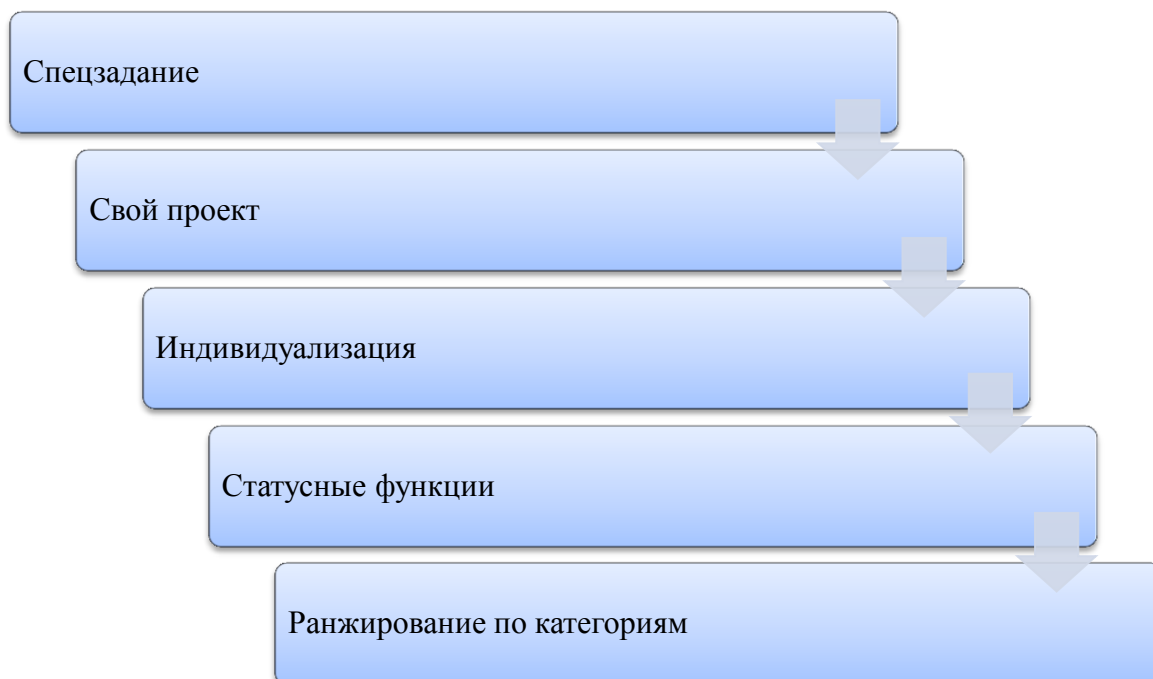 Спецзадание
Свой проект
Индивидуализация
Статусные функции
Ранжирование по категориям